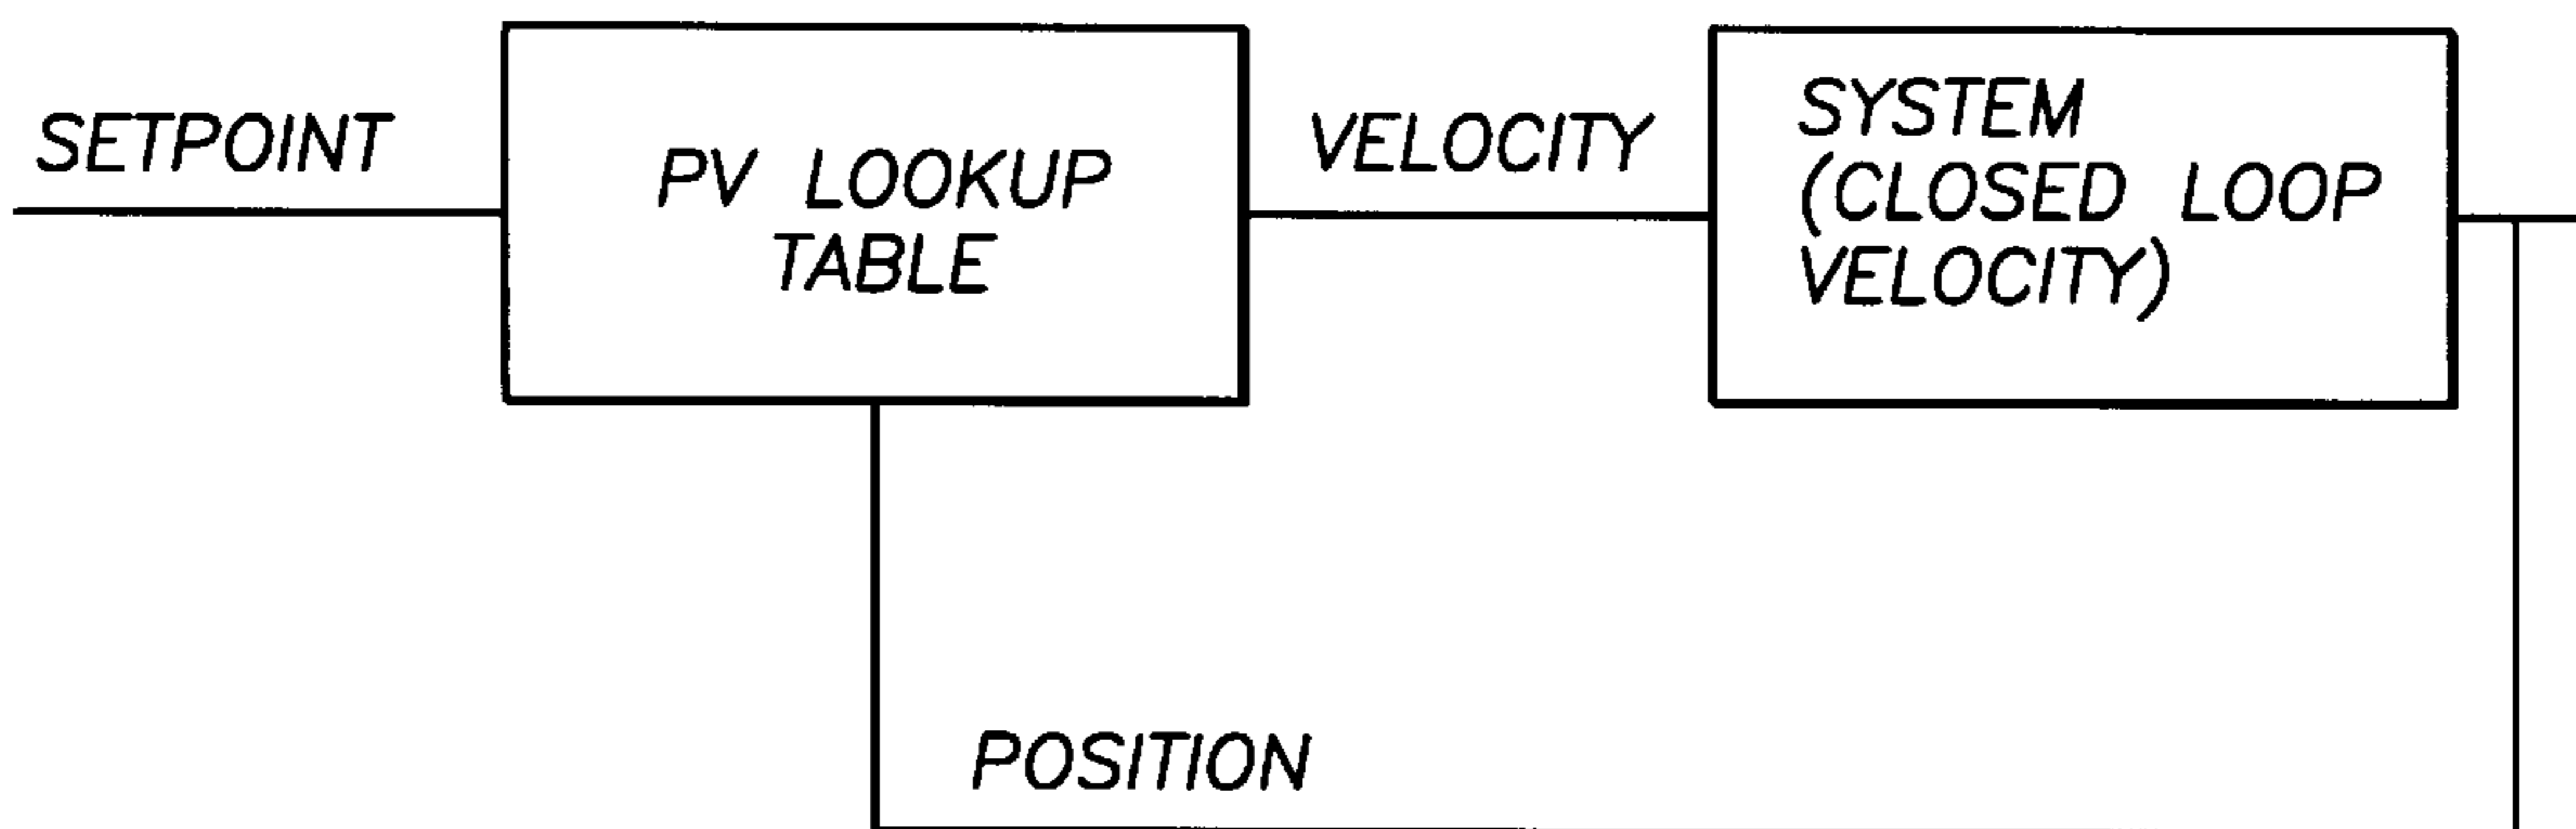 SETPOINT
PV LOOKUP
TABLE
VELOCITY
SYSTEM
(CLOSED LOOP
VELOCITY)
POSITION